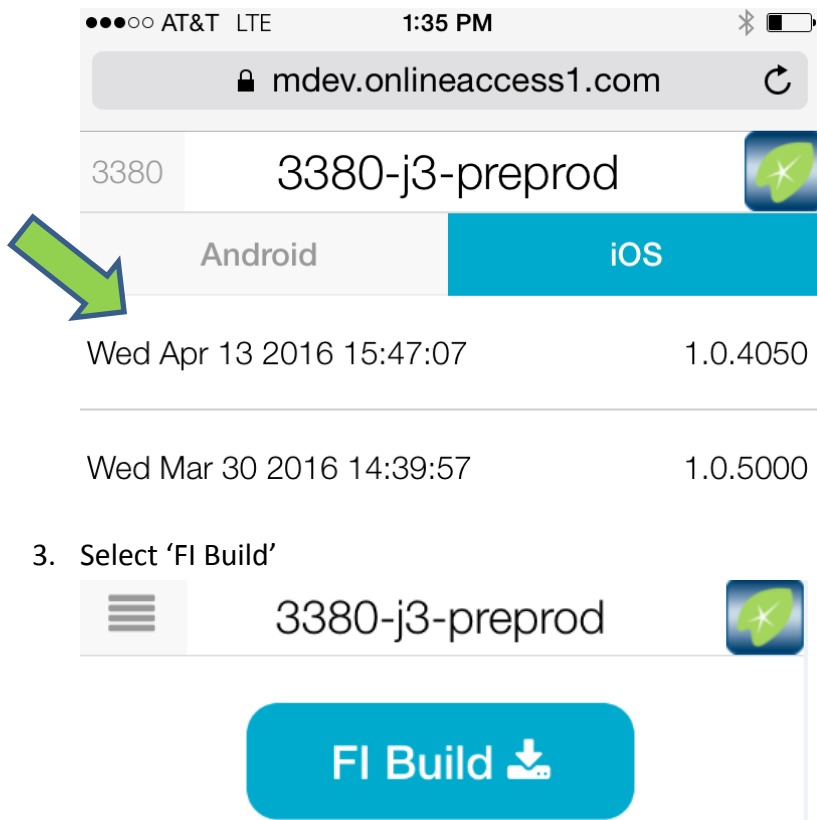 AT&T LTE 1:35 PM
mdev.onlineaccess1.com
3380 3380-j3-preprod
Android iOS
Wed Apr 13 2016 15:47:07 1.0.4050
Wed Mar 30 2016 14:39:57 1.0.5000
3. Select ‘FI Build’
3380-j3-preprod
FI Build